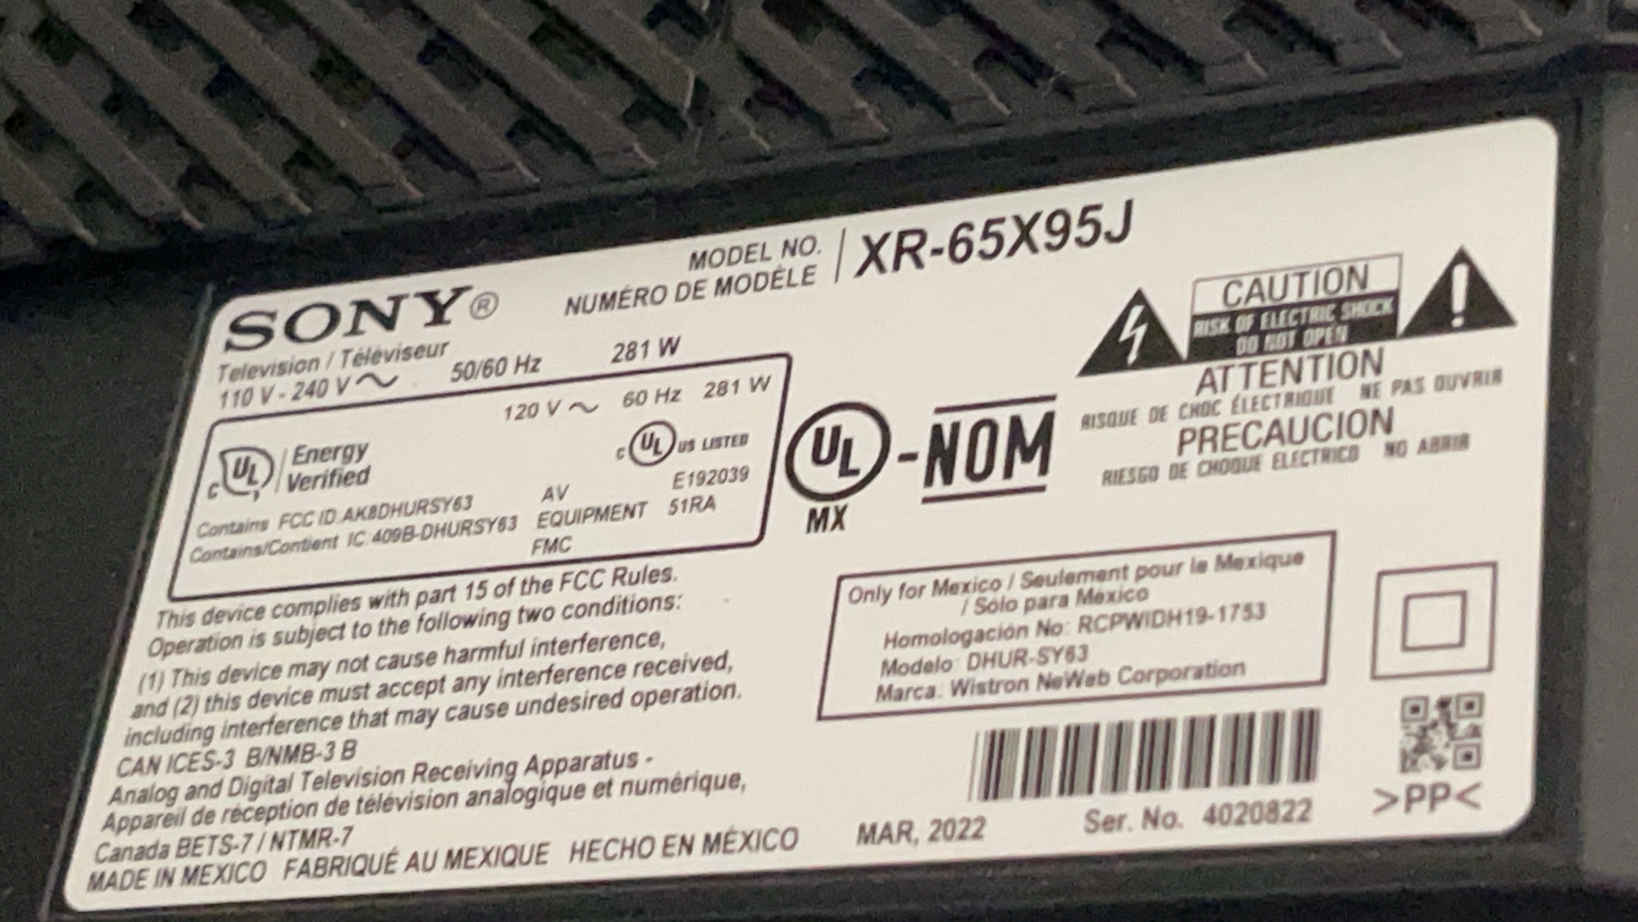 MODEL NO.
NUMÉRO DE MODÈLE
XR-65X95J
SONY®
Television / Téléviseur
110 V - 240 V ~ 50/60 Hz 281 W
120 V ~ 60 Hz 281 W
c UL Energy
Verified
c UL US LISTED
E192039
51RA
AV
EQUIPMENT
FMC
Contains FCC ID:AK8DHURSY63
Contains/Contient IC:409B-DHURSY63
UL-NOM
MX
CAUTION
RISK OF ELECTRIC SHOCK
DO NOT OPEN
ATTENTION
RISQUE DE CHOC ÉLECTRIQUE NE PAS OUVRIR
PRECAUCION
RIESGO DE CHOQUE ELECTRICO NO ABRIR
This device complies with part 15 of the FCC Rules.
Operation is subject to the following two conditions:
(1) This device may not cause harmful interference,
and (2) this device must accept any interference received,
including interference that may cause undesired operation.
CAN ICES-3 B/NMB-3 B
Analog and Digital Television Receiving Apparatus -
Appareil de réception de télévision analogique et numérique,
Canada BETS-7 / NTMR-7
MADE IN MEXICO FABRIQUÉ AU MEXIQUE HECHO EN MÉXICO
Only for Mexico / Seulement pour le Mexique
/ Sólo para México
Homologación No: RCPWIDH19-1753
Modelo: DHUR-SY63
Marca: Wistron NeWeb Corporation
MAR, 2022
Ser. No. 4020822
>PP<